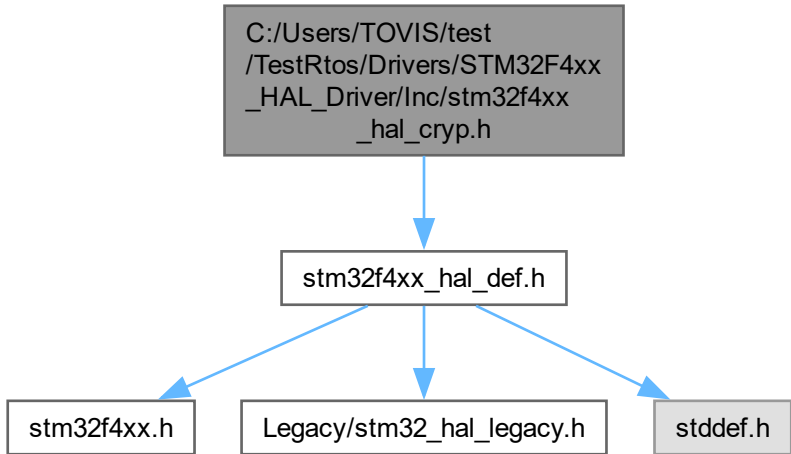 C:/Users/TOVIS/test
/TestRtos/Drivers/STM32F4xx
_HAL_Driver/Inc/stm32f4xx
_hal_cryp.h
stm32f4xx_hal_def.h
stm32f4xx.h
Legacy/stm32_hal_legacy.h
stddef.h